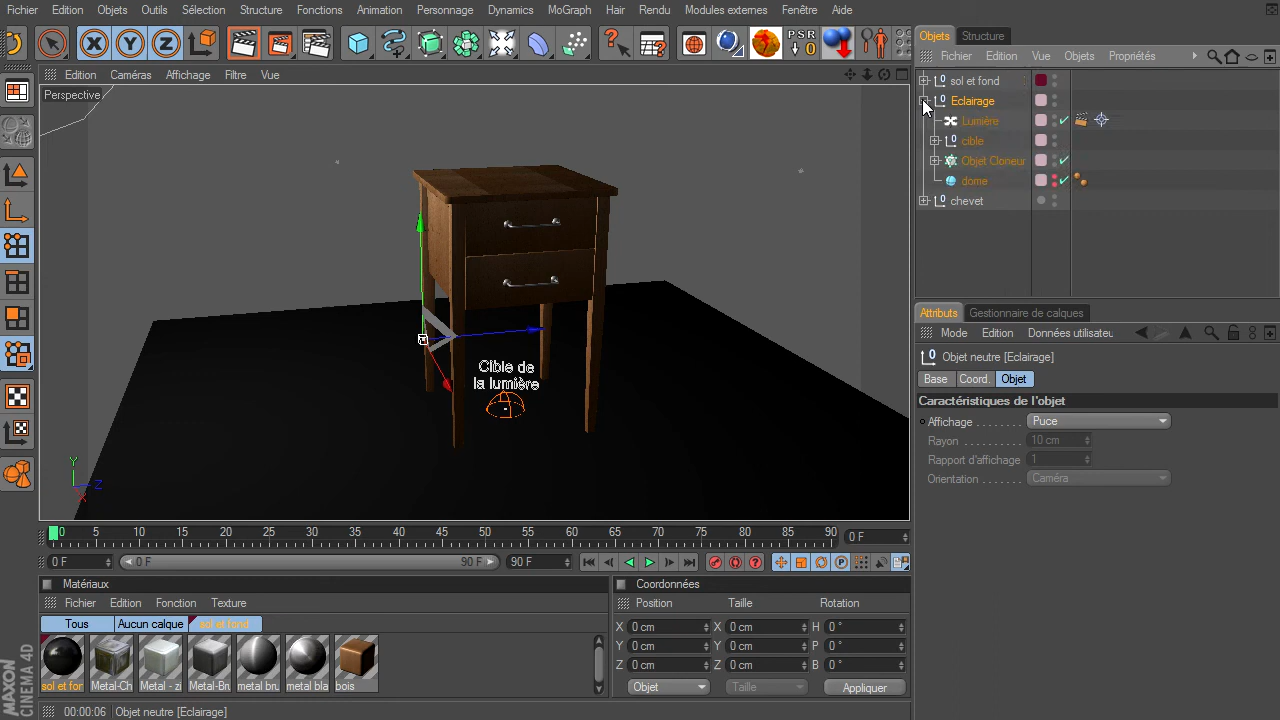 Fichier Edition Objets Outils Sélection Structure Fonctions Animation Personnage Dynamics MoGraph Hair Rendu Modules externes Fenêtre Aide
X Y Z PSR 0
Edition Caméras Affichage Filtre Vue
Perspective
Cible de
la lumière
Y Z X
0 5 10 15 20 25 30 35 40 45 50 55 60 65 70 75 80 85 90 0 F
0 F 0 F 90 F 90 F
Matériaux
Fichier Edition Fonction Texture
Tous Aucun calque sol et fond
sol et for Metal-Ch Metal - zi Metal-Bru metal bru metal bla bois
Coordonnées
Position Taille Rotation
X 0 cm X 0 cm H 0 °
Y 0 cm Y 0 cm P 0 °
Z 0 cm Z 0 cm B 0 °
Objet Taille Appliquer
00:00:06 Objet neutre [Eclairage]
MAXON
CINEMA 4D
Objets Structure
Fichier Edition Vue Objets Propriétés
sol et fond
Eclairage
Lumière
cible
Objet Cloneur
dome
chevet
Attributs Gestionnaire de calques
Mode Edition Données utilisateu
Objet neutre [Eclairage]
Base Coord. Objet
Caractéristiques de l'objet
Affichage Puce
Rayon 10 cm
Rapport d'affichage 1
Orientation Caméra